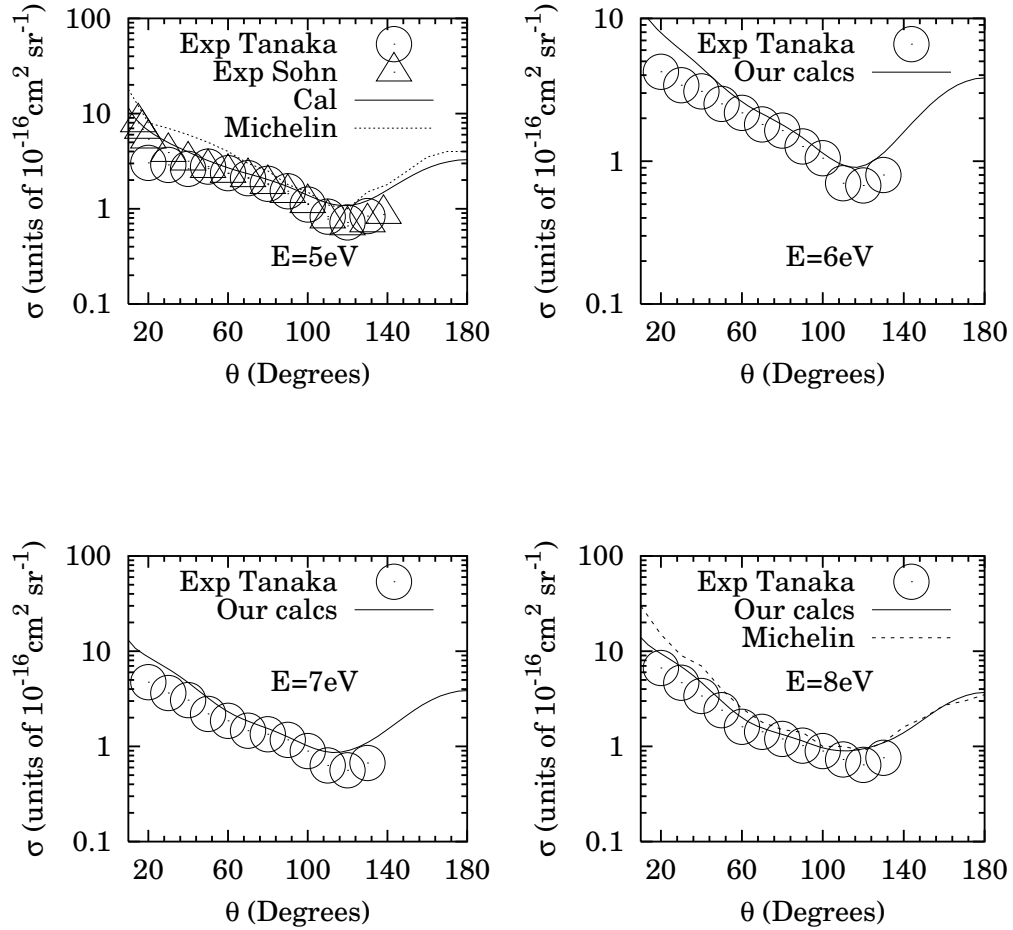 100
10
1
0.1
σ (units of 10⁻¹⁶cm² sr⁻¹)
Exp Tanaka
Exp Sohn
Cal
Michelin
E=5eV
20 60 100 140 180
θ (Degrees)
10
1
0.1
σ (units of 10⁻¹⁶cm² sr⁻¹)
Exp Tanaka
Our calcs
E=6eV
20 60 100 140 180
θ (Degrees)
100
10
1
0.1
σ (units of 10⁻¹⁶cm² sr⁻¹)
Exp Tanaka
Our calcs
E=7eV
20 60 100 140 180
θ (Degrees)
100
10
1
0.1
σ (units of 10⁻¹⁶cm² sr⁻¹)
Exp Tanaka
Our calcs
Michelin
E=8eV
20 60 100 140 180
θ (Degrees)